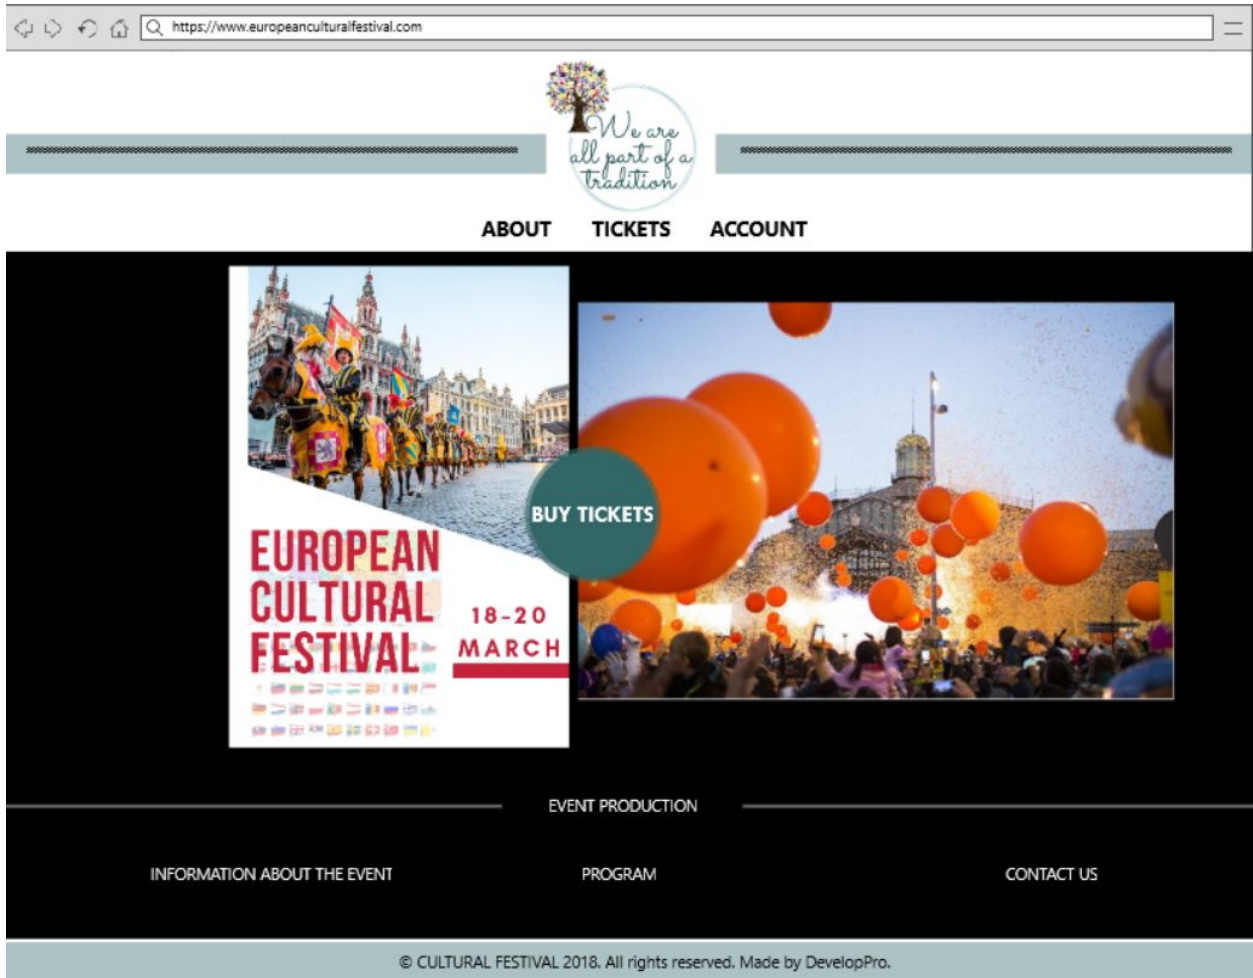 https://www.europeanculturalfestival.com
We are
all part of a
tradition
ABOUT TICKETS ACCOUNT
EUROPEAN
CULTURAL
FESTIVAL
18-20
MARCH
BUY TICKETS
EVENT PRODUCTION
INFORMATION ABOUT THE EVENT PROGRAM CONTACT US
© CULTURAL FESTIVAL 2018. All rights reserved. Made by DevelopPro.